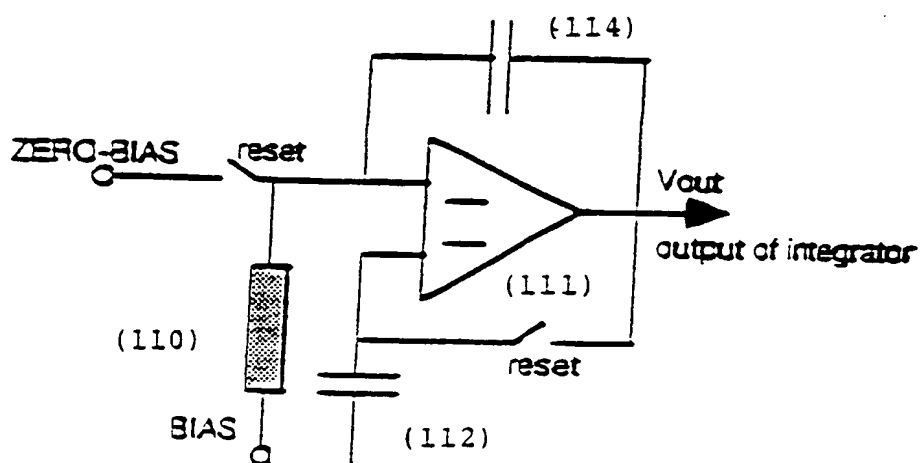 (114)
ZERO-BIAS
reset
Vout
output of integrator
(111)
(110)
reset
BIAS
(112)